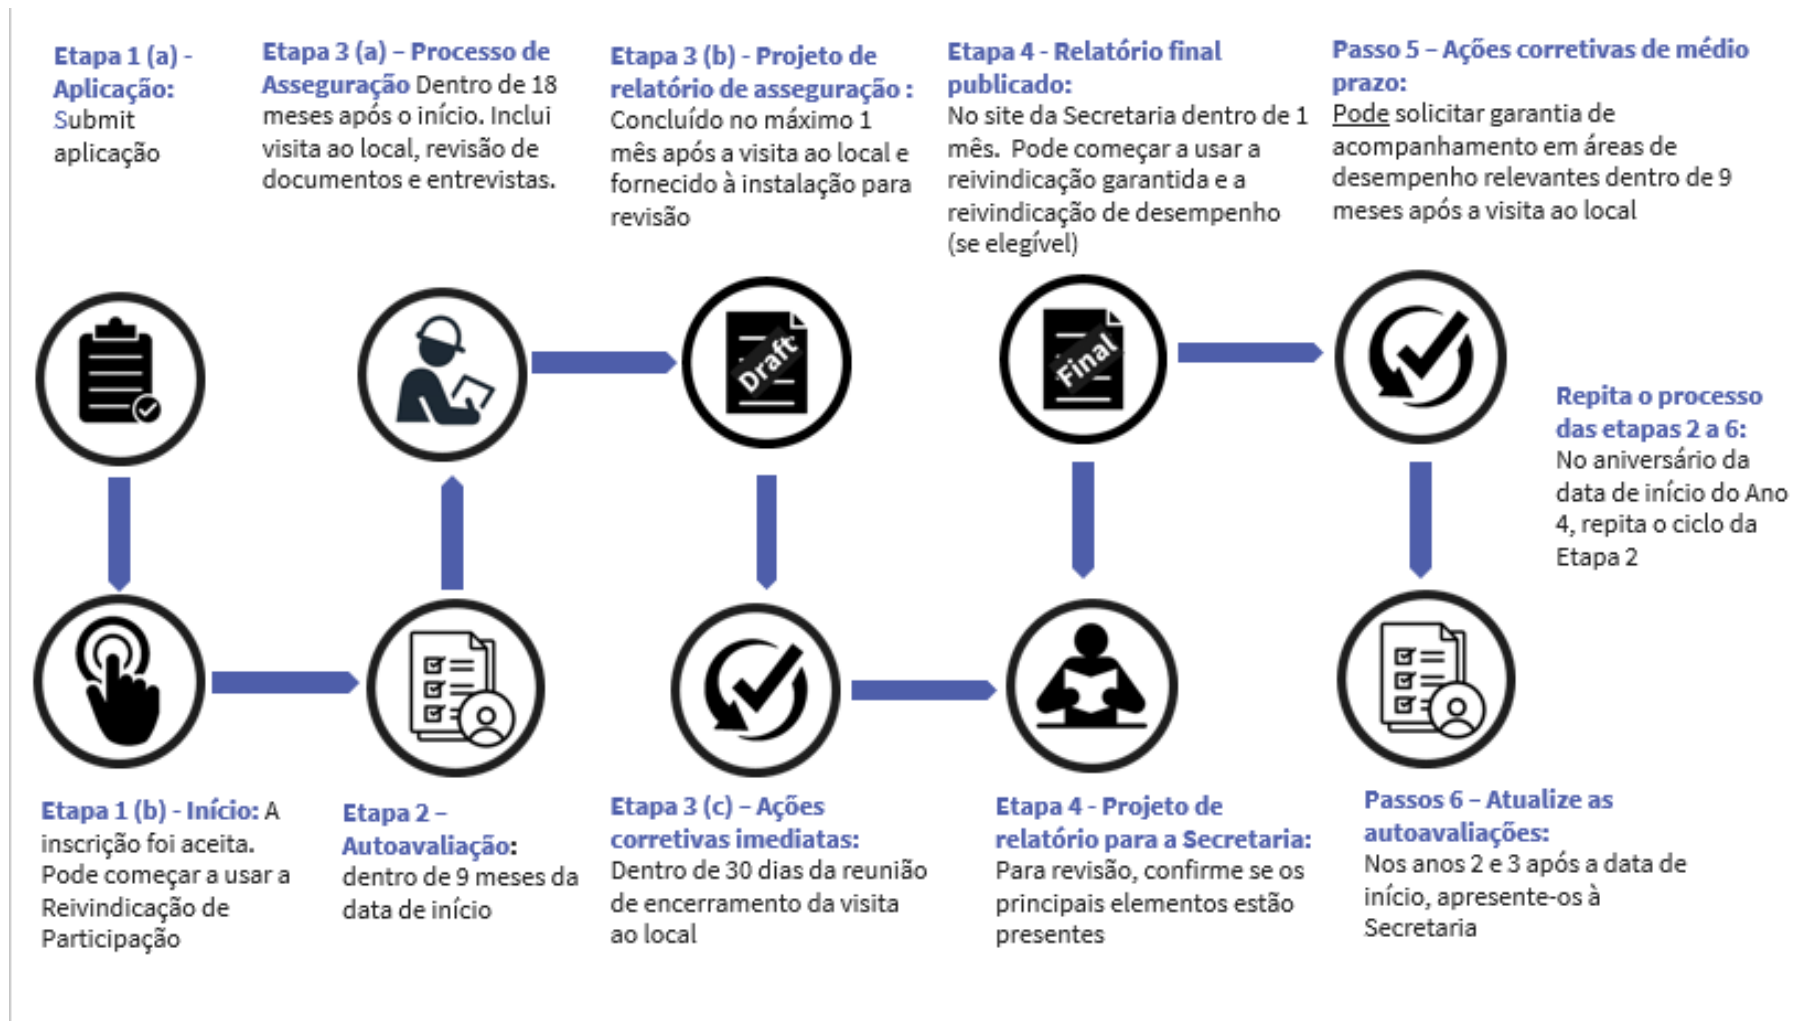 Etapa 1 (a) -
Aplicação:
Submit
aplicação
Etapa 3 (a) – Processo de
Asseguração Dentro de 18
meses após o início. Inclui
visita ao local, revisão de
documentos e entrevistas.
Etapa 3 (b) - Projeto de
relatório de asseguração :
Concluído no máximo 1
mês após a visita ao local e
fornecido à instalação para
revisão
Etapa 4 - Relatório final
publicado:
No site da Secretaria dentro de 1
mês.  Pode começar a usar a
reivindicação garantida e a
reivindicação de desempenho
(se elegível)
Passo 5 – Ações corretivas de médio
prazo:
Pode solicitar garantia de
acompanhamento em áreas de
desempenho relevantes dentro de 9
meses após a visita ao local
Draft
Final
Repita o processo
das etapas 2 a 6:
No aniversário da
data de início do Ano
4, repita o ciclo da
Etapa 2
Etapa 1 (b) - Início: A
inscrição foi aceita.
Pode começar a usar a
Reivindicação de
Participação
Etapa 2 –
Autoavaliação:
dentro de 9 meses da
data de início
Etapa 3 (c) – Ações
corretivas imediatas:
Dentro de 30 dias da reunião
de encerramento da visita
ao local
Etapa 4 - Projeto de
relatório para a Secretaria:
Para revisão, confirme se os
principais elementos estão
presentes
Passos 6 – Atualize as
autoavaliações:
Nos anos 2 e 3 após a data de
início, apresente-os à
Secretaria